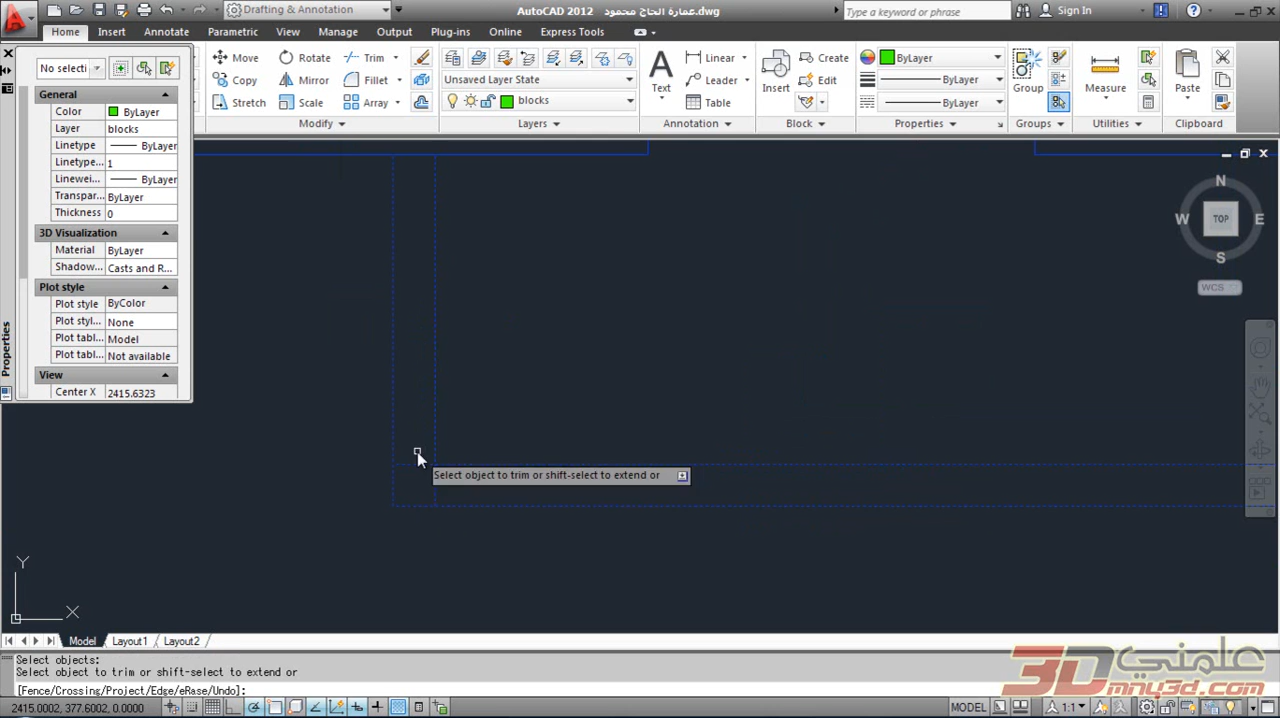 Drafting & Annotation
AutoCAD 2012 عمارة الحاج محمود.dwg
Type a keyword or phrase
Sign In
Home Insert Annotate Parametric View Manage Output Plug-ins Online Express Tools
No selecti
Move Rotate Trim
Copy Mirror Fillet
Stretch Scale Array
Modify
Unsaved Layer State
blocks
Layers
Text
Linear
Leader
Table
Annotation
Insert
Create
Edit
Block
ByLayer
ByLayer
ByLayer
Properties
Group
Groups
Measure
Utilities
Paste
Clipboard
General
Color ByLayer
Layer blocks
Linetype ByLayer
Linetype... 1
Linewei... ByLayer
Transpar... ByLayer
Thickness 0
3D Visualization
Material ByLayer
Shadow... Casts and R...
Plot style
Plot style ByColor
Plot styl... None
Plot tabl... Model
Plot tabl... Not available
View
Center X 2415.6323
Properties
N
W TOP E
S
WCS
Select object to trim or shift-select to extend or
Y
X
Model Layout1 Layout2
Select objects:
Select object to trim or shift-select to extend or
[Fence/Crossing/Project/Edge/eRase/Undo]:
2415.0002, 377.6002, 0.0000
MODEL
1:1
علمني
3Dmny3d.com